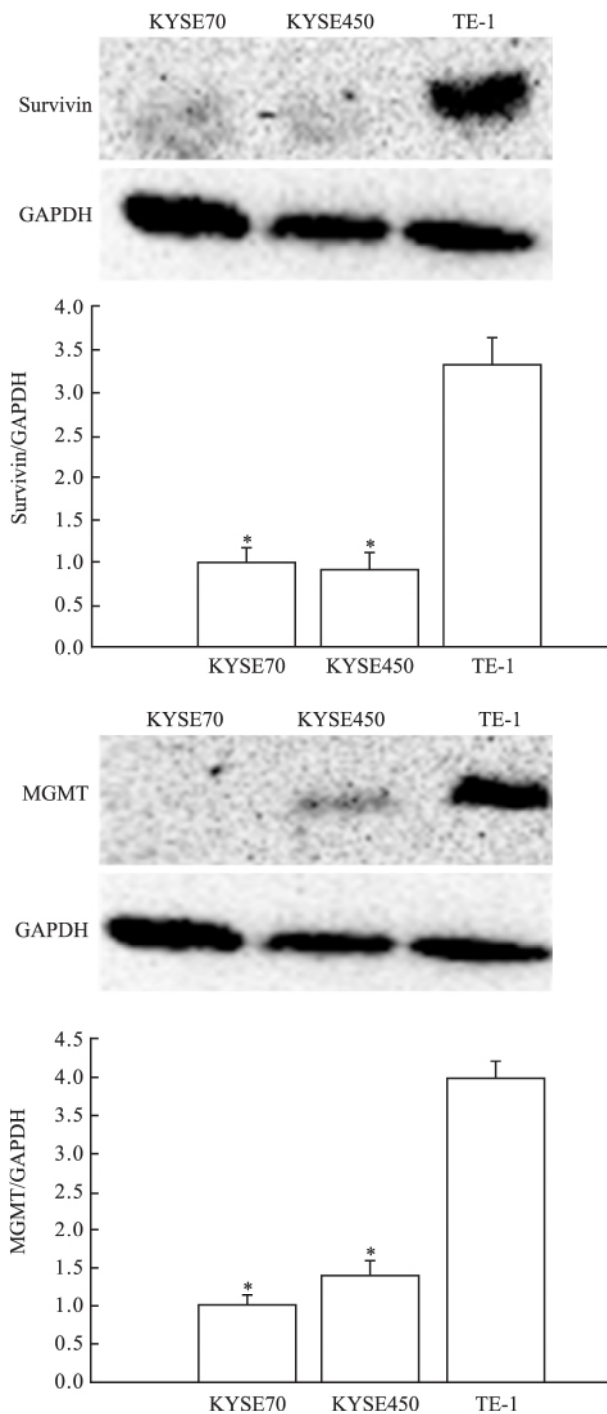 KYSE70 KYSE450 TE-1
Survivin
GAPDH
4.0
3.5
3.0
2.5
2.0
1.5
1.0
0.5
0.0
Survivin/GAPDH
* *
KYSE70 KYSE450 TE-1
KYSE70 KYSE450 TE-1
MGMT
GAPDH
4.5
4.0
3.5
3.0
2.5
2.0
1.5
1.0
0.5
0.0
MGMT/GAPDH
* *
KYSE70 KYSE450 TE-1